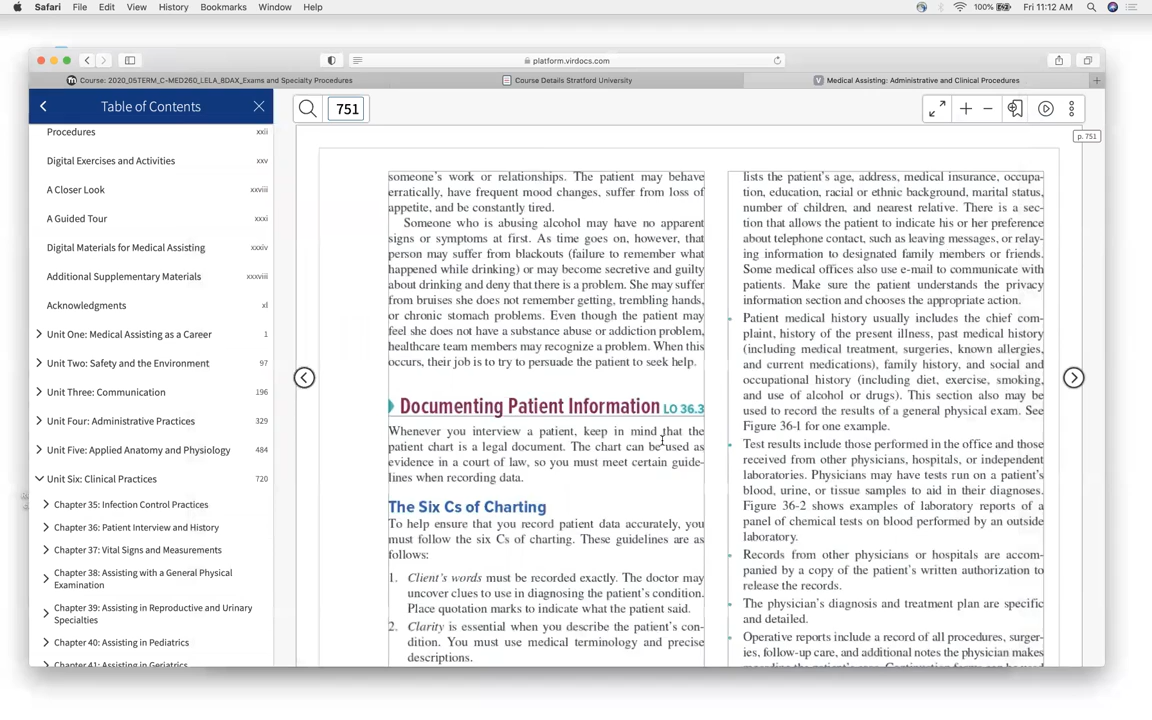 Safari File Edit View History Bookmarks Window Help 100% Fri 11:12 AM
platform.virdocs.com
Course: 2020_05TERM_C-MED260_LELA_8DAX_Exams and Specialty Procedures
Course Details Stratford University
Medical Assisting: Administrative and Clinical Procedures
Table of Contents
Procedures xxii
Digital Exercises and Activities xxv
A Closer Look xxviii
A Guided Tour xxxi
Digital Materials for Medical Assisting xxxiv
Additional Supplementary Materials xxxviii
Acknowledgments xl
Unit One: Medical Assisting as a Career 1
Unit Two: Safety and the Environment 97
Unit Three: Communication 196
Unit Four: Administrative Practices 329
Unit Five: Applied Anatomy and Physiology 484
Unit Six: Clinical Practices 720
Chapter 35: Infection Control Practices
Chapter 36: Patient Interview and History
Chapter 37: Vital Signs and Measurements
Chapter 38: Assisting with a General Physical
Examination
Chapter 39: Assisting in Reproductive and Urinary
Specialties
Chapter 40: Assisting in Pediatrics
Chapter 41: Assisting in Geriatrics
751
p. 751
someone's work or relationships. The patient may behave
erratically, have frequent mood changes, suffer from loss of
appetite, and be constantly tired.
Someone who is abusing alcohol may have no apparent
signs or symptoms at first. As time goes on, however, that
person may suffer from blackouts (failure to remember what
happened while drinking) or may become secretive and guilty
about drinking and deny that there is a problem. She may suffer
from bruises she does not remember getting, trembling hands,
or chronic stomach problems. Even though the patient may
feel she does not have a substance abuse or addiction problem,
healthcare team members may recognize a problem. When this
occurs, their job is to try to persuade the patient to seek help.
Documenting Patient Information LO 36.3
Whenever you interview a patient, keep in mind that the
patient chart is a legal document. The chart can be used as
evidence in a court of law, so you must meet certain guide-
lines when recording data.
The Six Cs of Charting
To help ensure that you record patient data accurately, you
must follow the six Cs of charting. These guidelines are as
follows:
1. Client's words must be recorded exactly. The doctor may
uncover clues to use in diagnosing the patient's condition.
Place quotation marks to indicate what the patient said.
2. Clarity is essential when you describe the patient's con-
dition. You must use medical terminology and precise
descriptions.
lists the patient's age, address, medical insurance, occupa-
tion, education, racial or ethnic background, marital status,
number of children, and nearest relative. There is a sec-
tion that allows the patient to indicate his or her preference
about telephone contact, such as leaving messages, or relay-
ing information to designated family members or friends.
Some medical offices also use e-mail to communicate with
patients. Make sure the patient understands the privacy
information section and chooses the appropriate action.
Patient medical history usually includes the chief com-
plaint, history of the present illness, past medical history
(including medical treatment, surgeries, known allergies,
and current medications), family history, and social and
occupational history (including diet, exercise, smoking,
and use of alcohol or drugs). This section also may be
used to record the results of a general physical exam. See
Figure 36-1 for one example.
Test results include those performed in the office and those
received from other physicians, hospitals, or independent
laboratories. Physicians may have tests run on a patient's
blood, urine, or tissue samples to aid in their diagnoses.
Figure 36-2 shows examples of laboratory reports of a
panel of chemical tests on blood performed by an outside
laboratory.
Records from other physicians or hospitals are accom-
panied by a copy of the patient's written authorization to
release the records.
The physician's diagnosis and treatment plan are specific
and detailed.
Operative reports include a record of all procedures, surger-
ies, follow-up care, and additional notes the physician makes